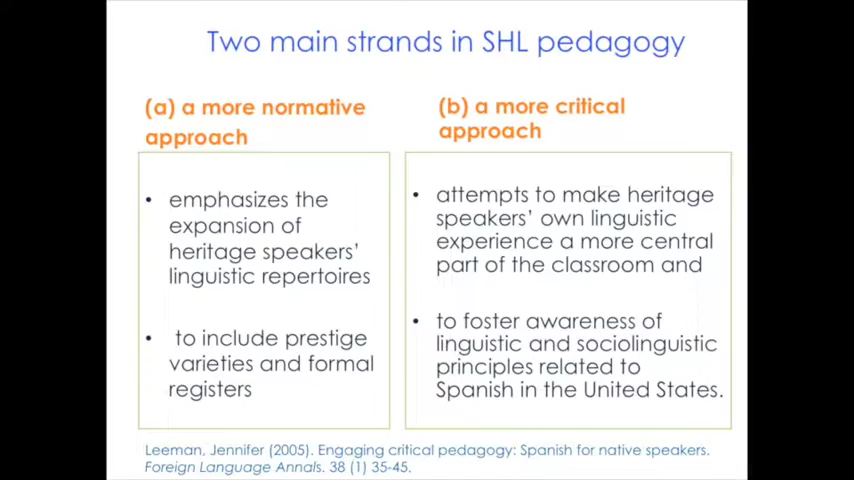 Two main strands in SHL pedagogy
(a) a more normative
approach
• emphasizes the
expansion of
heritage speakers'
linguistic repertoires
• to include prestige
varieties and formal
registers
(b) a more critical
approach
• attempts to make heritage
speakers' own linguistic
experience a more central
part of the classroom and
• to foster awareness of
linguistic and sociolinguistic
principles related to
Spanish in the United States.
Leeman, Jennifer (2005). Engaging critical pedagogy: Spanish for native speakers.
Foreign Language Annals. 38 (1) 35-45.